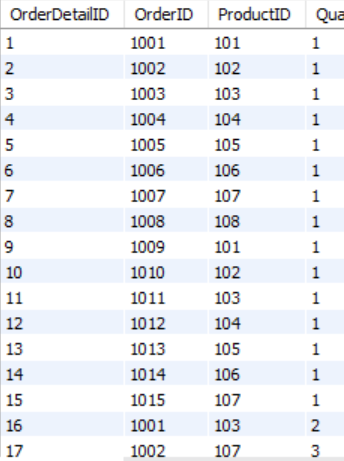 OrderDetailID OrderID ProductID Qua
1 1001 101 1
2 1002 102 1
3 1003 103 1
4 1004 104 1
5 1005 105 1
6 1006 106 1
7 1007 107 1
8 1008 108 1
9 1009 101 1
10 1010 102 1
11 1011 103 1
12 1012 104 1
13 1013 105 1
14 1014 106 1
15 1015 107 1
16 1001 103 2
17 1002 107 3